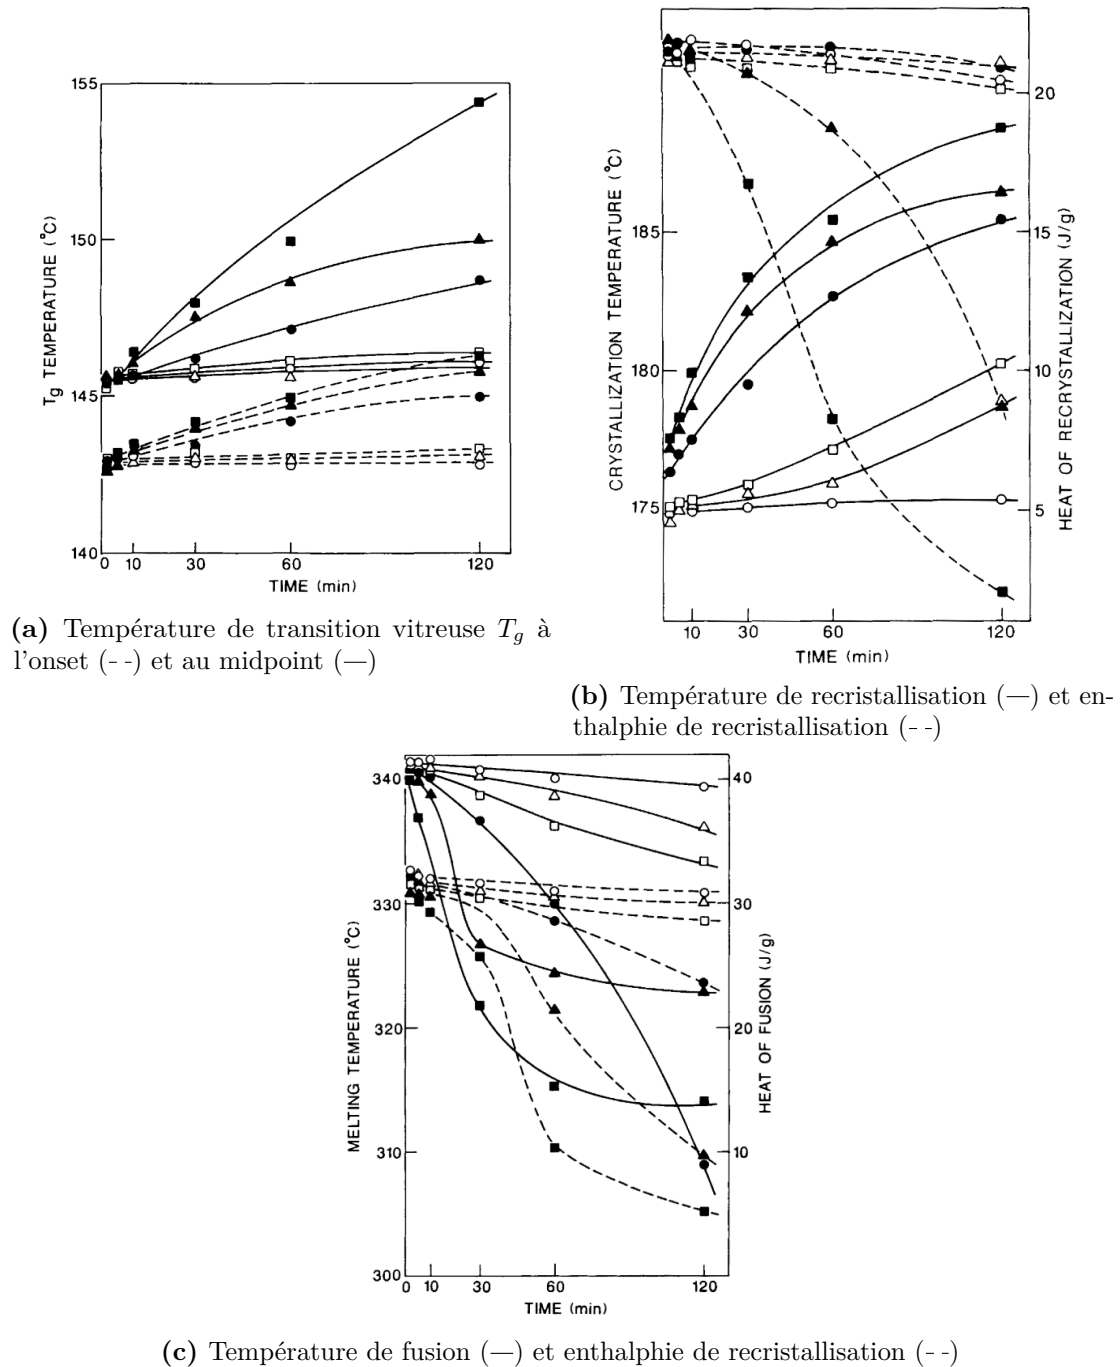 155
150
145
140
Tg TEMPERATURE (°C)
0 10 30 60 120
TIME (min)
(a) Température de transition vitreuse Tg à
l'onset (- -) et au midpoint (—)
185
180
175
CRYSTALLIZATION TEMPERATURE (°C)
20
15
10
5
HEAT OF RECRYSTALLIZATION (J/g)
10 30 60 120
TIME (min)
(b) Température de recristallisation (—) et en-
thalphie de recristallisation (- -)
340
330
320
310
300
MELTING TEMPERATURE (°C)
40
30
20
10
HEAT OF FUSION (J/g)
0 10 30 60 120
TIME (min)
(c) Température de fusion (—) et enthalphie de recristallisation (- -)